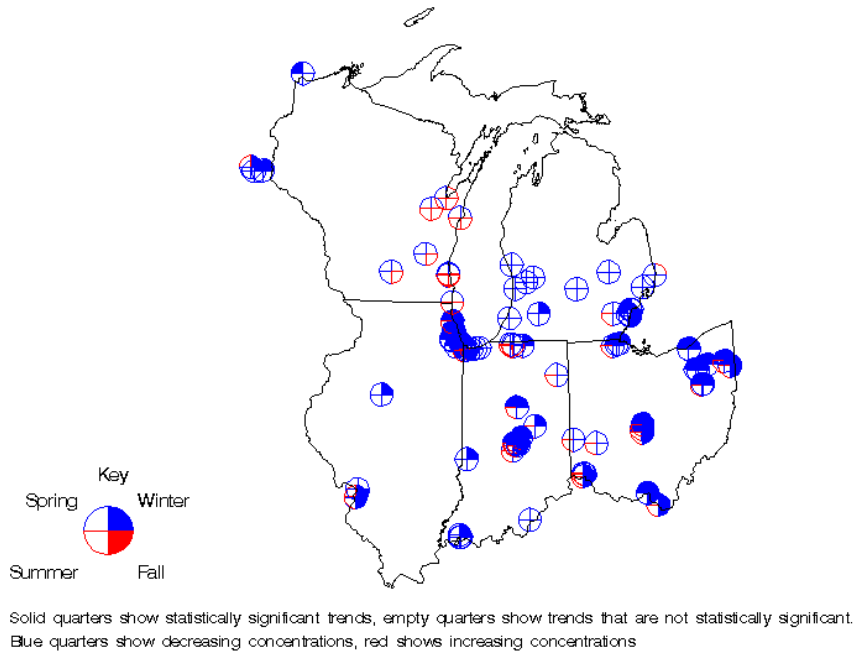 Key
Spring Winter
Summer Fall
Solid quarters show statistically significant trends, empty quarters show trends that are not statistically significant.
Blue quarters show decreasing concentrations, red shows increasing concentrations